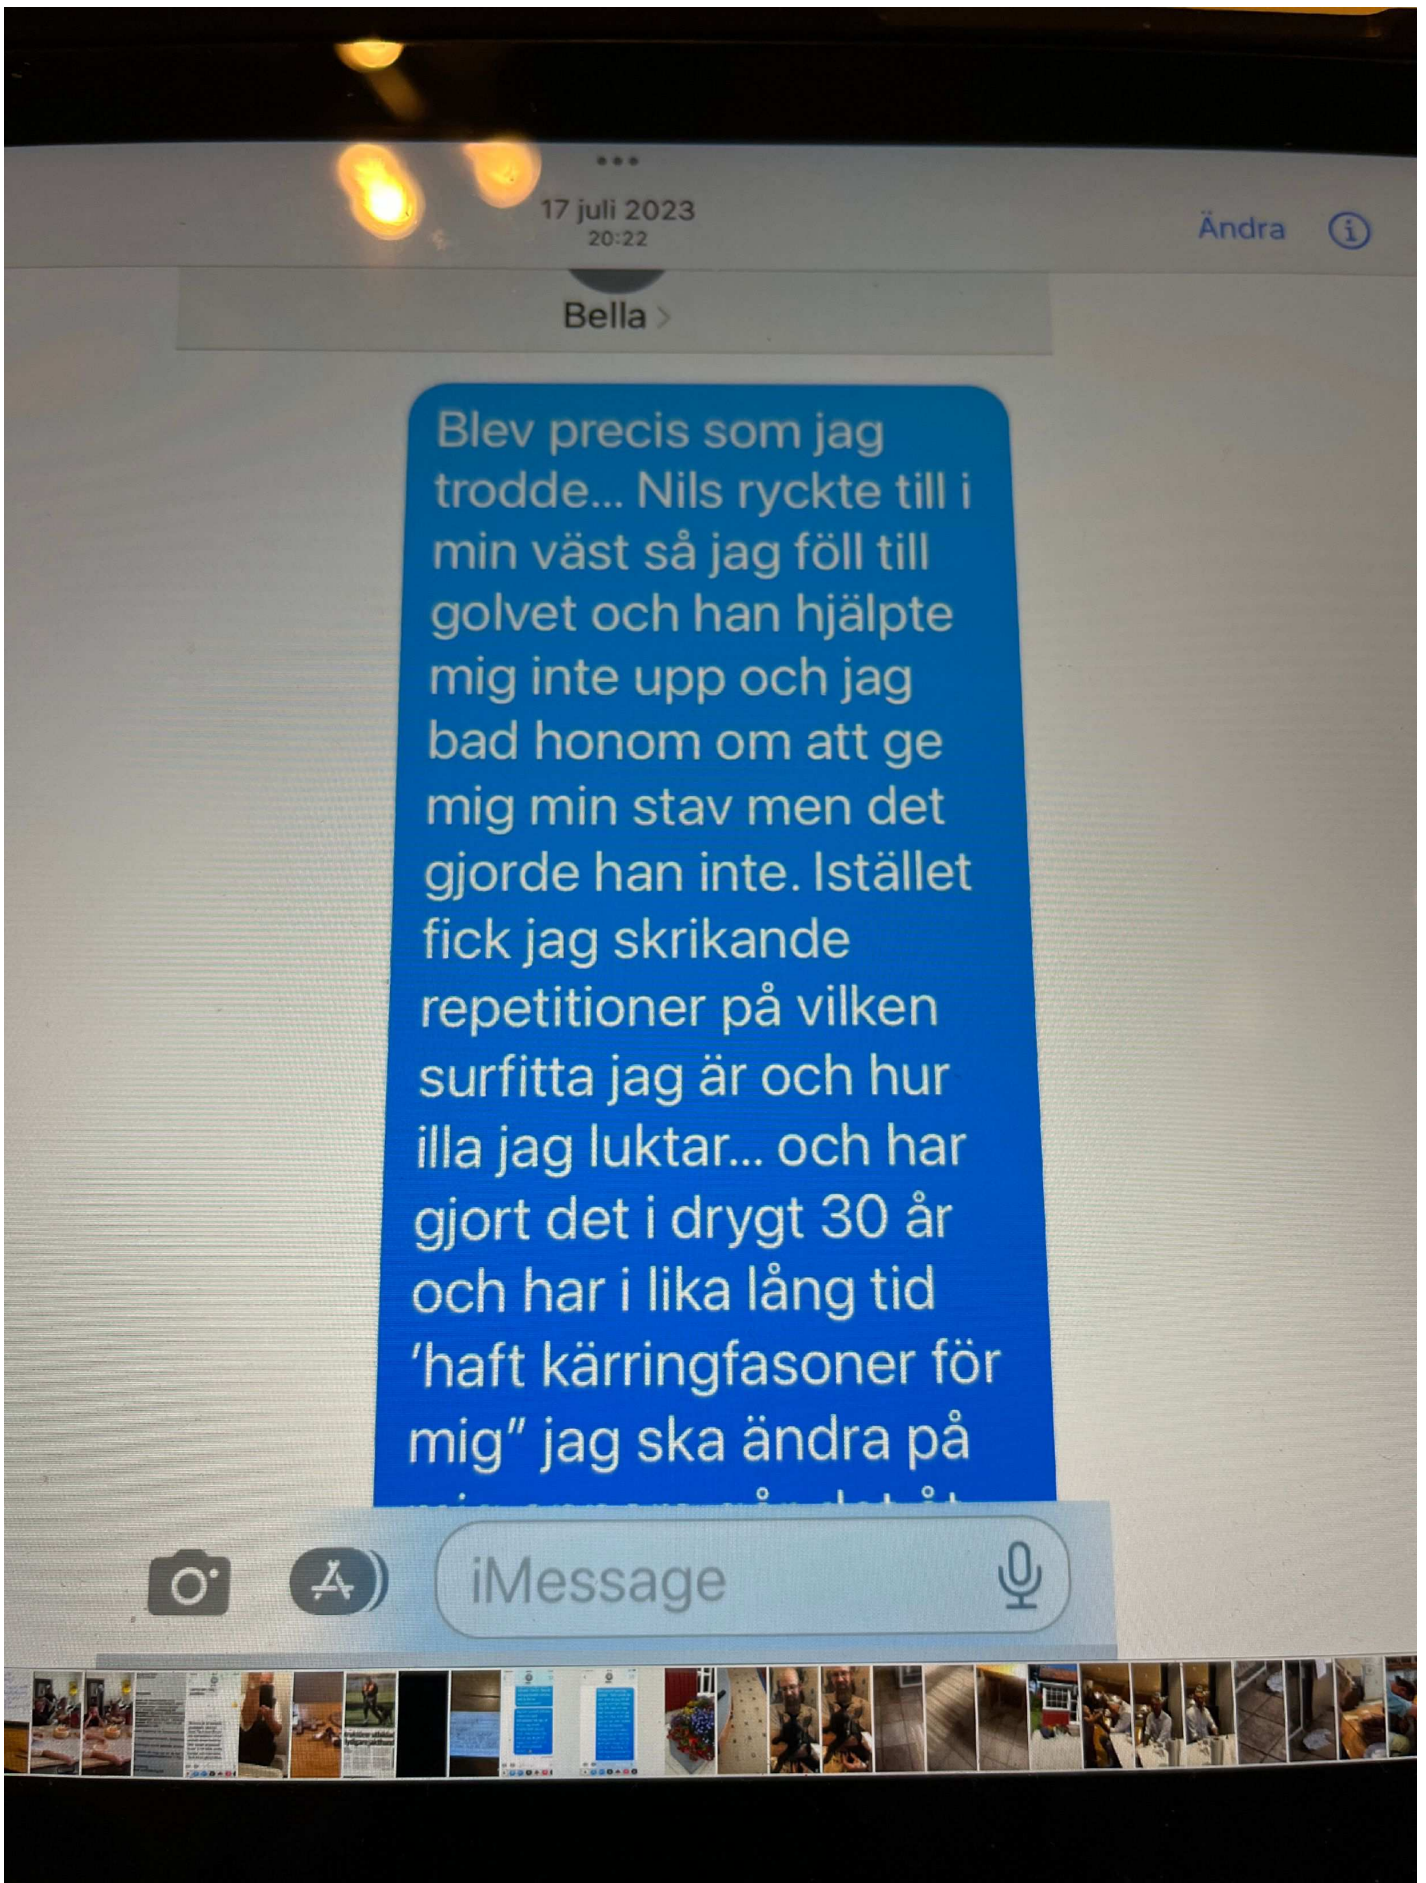 17 juli 2023
20:22
Ändra
Bella
Blev precis som jag
trodde... Nils ryckte till i
min väst så jag föll till
golvet och han hjälpte
mig inte upp och jag
bad honom om att ge
mig min stav men det
gjorde han inte. Istället
fick jag skrikande
repetitioner på vilken
surfitta jag är och hur
illa jag luktar... och har
gjort det i drygt 30 år
och har i lika lång tid
'haft kärringfasoner för
mig" jag ska ändra på
iMessage